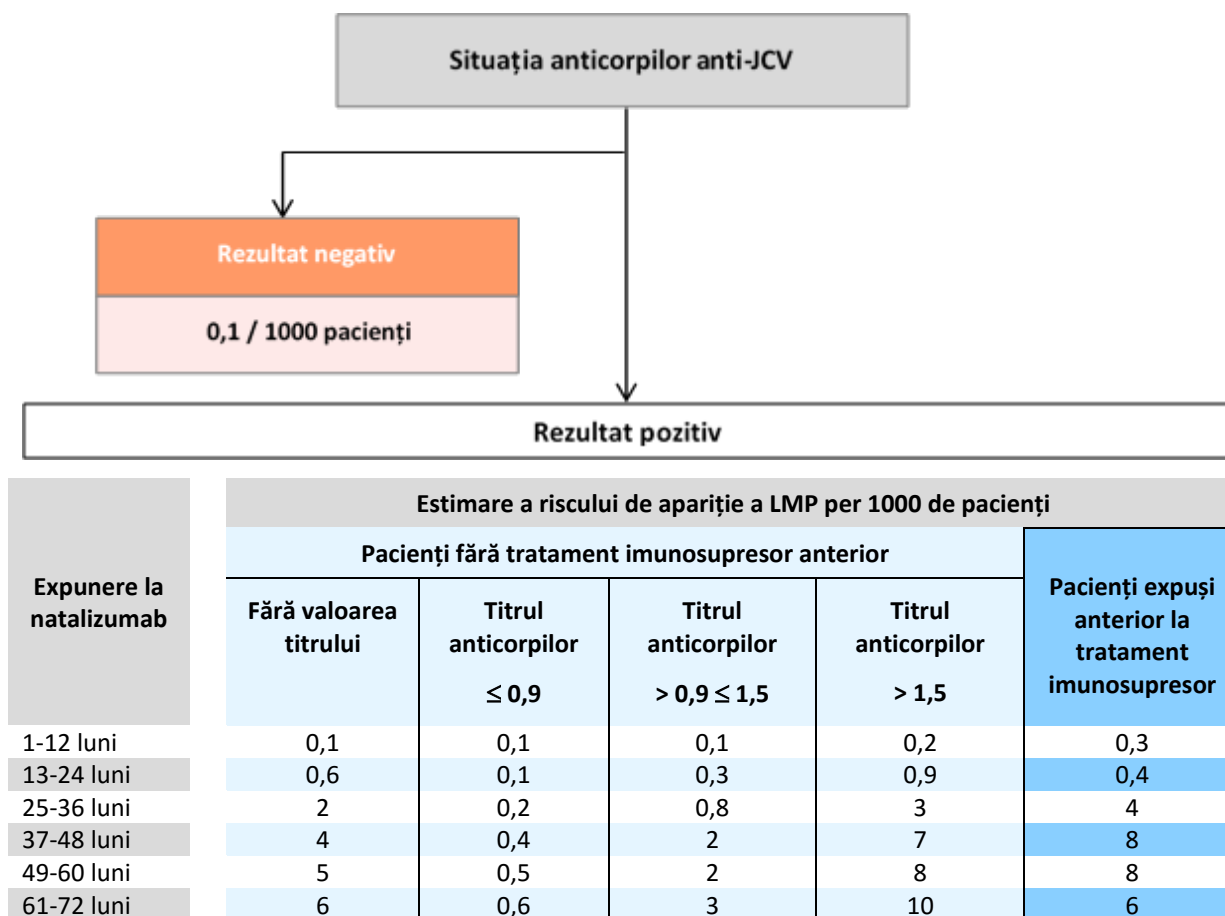 Situația anticorpilor anti-JCV
Rezultat negativ
0,1 / 1000 pacienți
Rezultat pozitiv
Expunere la
natalizumab
Estimare a riscului de apariție a LMP per 1000 de pacienți
Pacienți fără tratament imunosupresor anterior
Pacienți expuși
anterior la
tratament
imunosupresor
Fără valoarea
titrului
Titrul
anticorpilor
≤ 0,9
Titrul
anticorpilor
> 0,9 ≤ 1,5
Titrul
anticorpilor
> 1,5
1-12 luni 0,1 0,1 0,1 0,2 0,3
13-24 luni 0,6 0,1 0,3 0,9 0,4
25-36 luni 2 0,2 0,8 3 4
37-48 luni 4 0,4 2 7 8
49-60 luni 5 0,5 2 8 8
61-72 luni 6 0,6 3 10 6